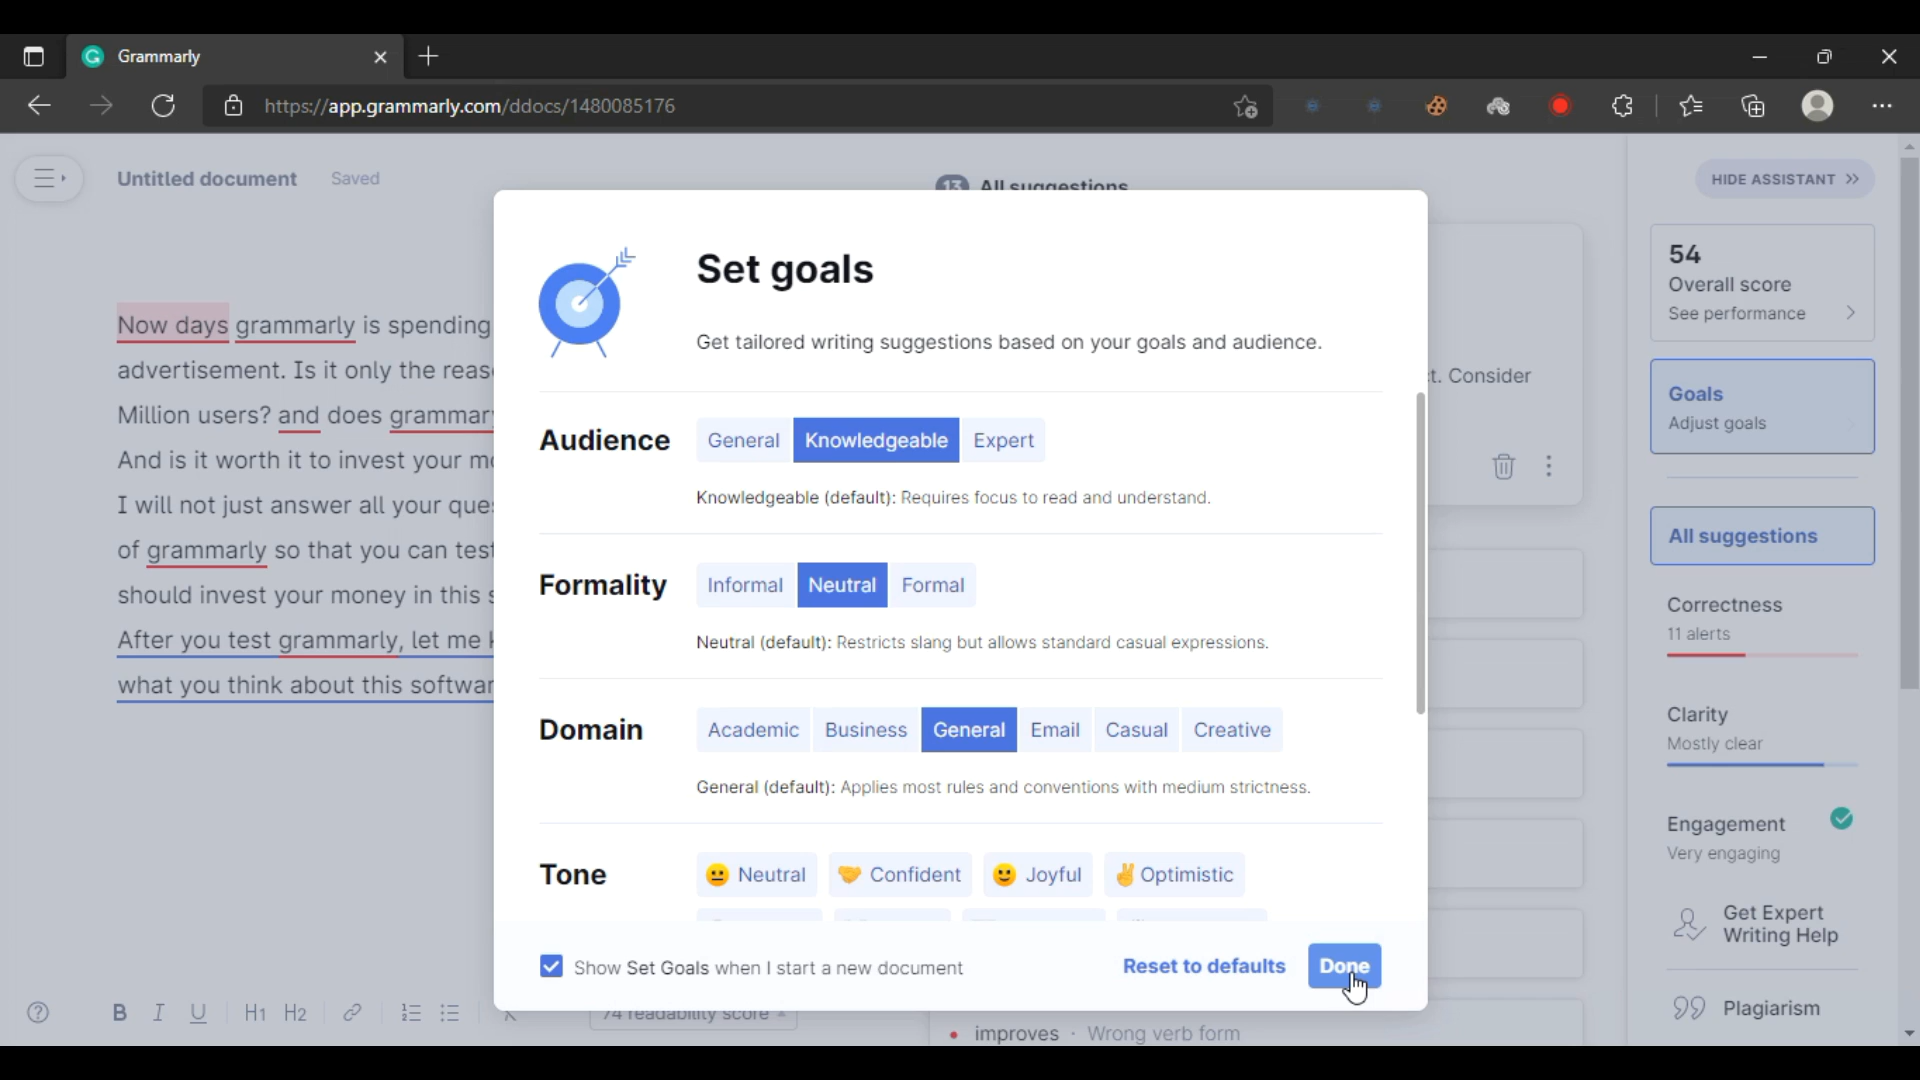 Grammarly
https://app.grammarly.com/ddocs/1480085176
Untitled document Saved
13 All suggestions
HIDE ASSISTANT
Now days grammarly is spending
advertisement. Is it only the reas
Million users? and does grammar
And is it worth it to invest your m
I will not just answer all your que
of grammarly so that you can test
should invest your money in this s
After you test grammarly, let me k
what you think about this softwar
Set goals
Get tailored writing suggestions based on your goals and audience.
Audience General Knowledgeable Expert
Knowledgeable (default): Requires focus to read and understand.
Formality Informal Neutral Formal
Neutral (default): Restricts slang but allows standard casual expressions.
Domain Academic Business General Email Casual Creative
General (default): Applies most rules and conventions with medium strictness.
Tone 😐 Neutral 🤝 Confident 🙂 Joyful ✌ Optimistic
Show Set Goals when I start a new document
Reset to defaults Done
t. Consider
54
Overall score
See performance
Goals
Adjust goals
All suggestions
Correctness
11 alerts
Clarity
Mostly clear
Engagement
Very engaging
Get Expert
Writing Help
Plagiarism
B I U H1 H2
74 readability score
improves · Wrong verb form